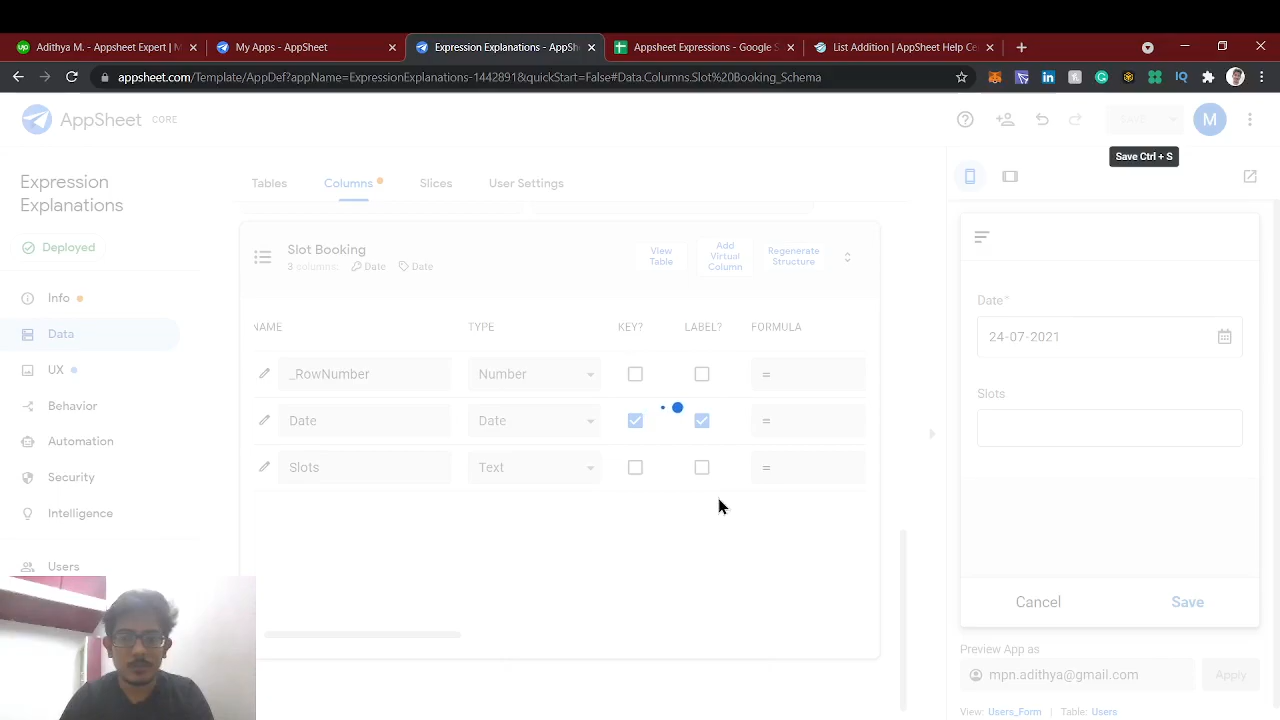 Adithya M. - AppSheet Expert | M
My Apps - AppSheet
Expression Explanations - AppSh
Appsheet Expressions - Google S
List Addition | AppSheet Help Ce
appsheet.com/Template/AppDef?appName=ExpressionExplanations-1442891&quickStart=False#Data.Columns.Slot%20Booking_Schema
AppSheet CORE
SAVE
M
Save Ctrl + S
Expression
Explanations
Deployed
Info
Data
UX
Behavior
Automation
Security
Intelligence
Users
Tables
Columns
Slices
User Settings
Slot Booking
3 columns: Date Date
View
Table
Add
Virtual
Column
Regenerate
Structure
NAME TYPE KEY? LABEL? FORMULA
_RowNumber Number =
Date Date =
Slots Text =
Date*
24-07-2021
Slots
Cancel Save
Preview App as
mpn.adithya@gmail.com Apply
View: Users_Form | Table: Users